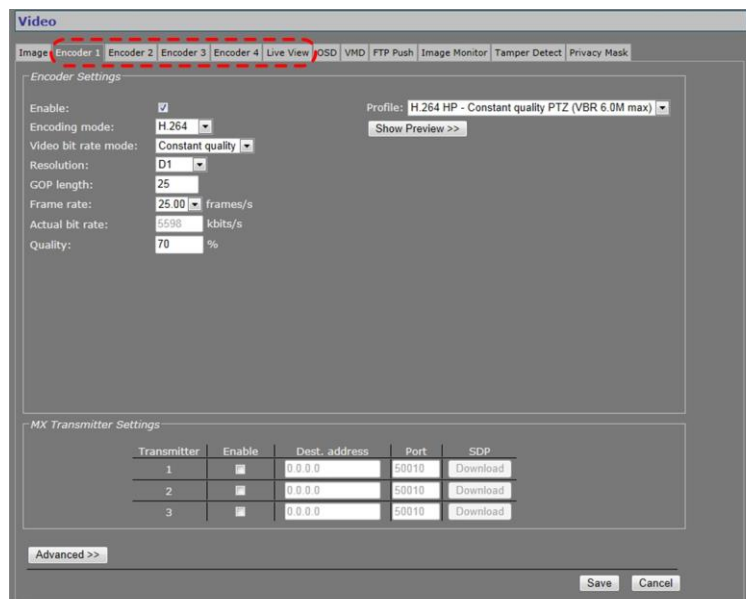 Video
Image Encoder 1 Encoder 2 Encoder 3 Encoder 4 Live View OSD VMD FTP Push Image Monitor Tamper Detect Privacy Mask
Encoder Settings
Enable:
Profile: H.264 HP - Constant quality PTZ (VBR 6.0M max)
Encoding mode: H.264
Show Preview >>
Video bit rate mode: Constant quality
Resolution: D1
GOP length: 25
Frame rate: 25.00 frames/s
Actual bit rate: 5598 kbits/s
Quality: 70 %
MX Transmitter Settings
Transmitter Enable Dest. address Port SDP
1 0.0.0.0 50010 Download
2 0.0.0.0 50010 Download
3 0.0.0.0 50010 Download
Advanced >>
Save Cancel